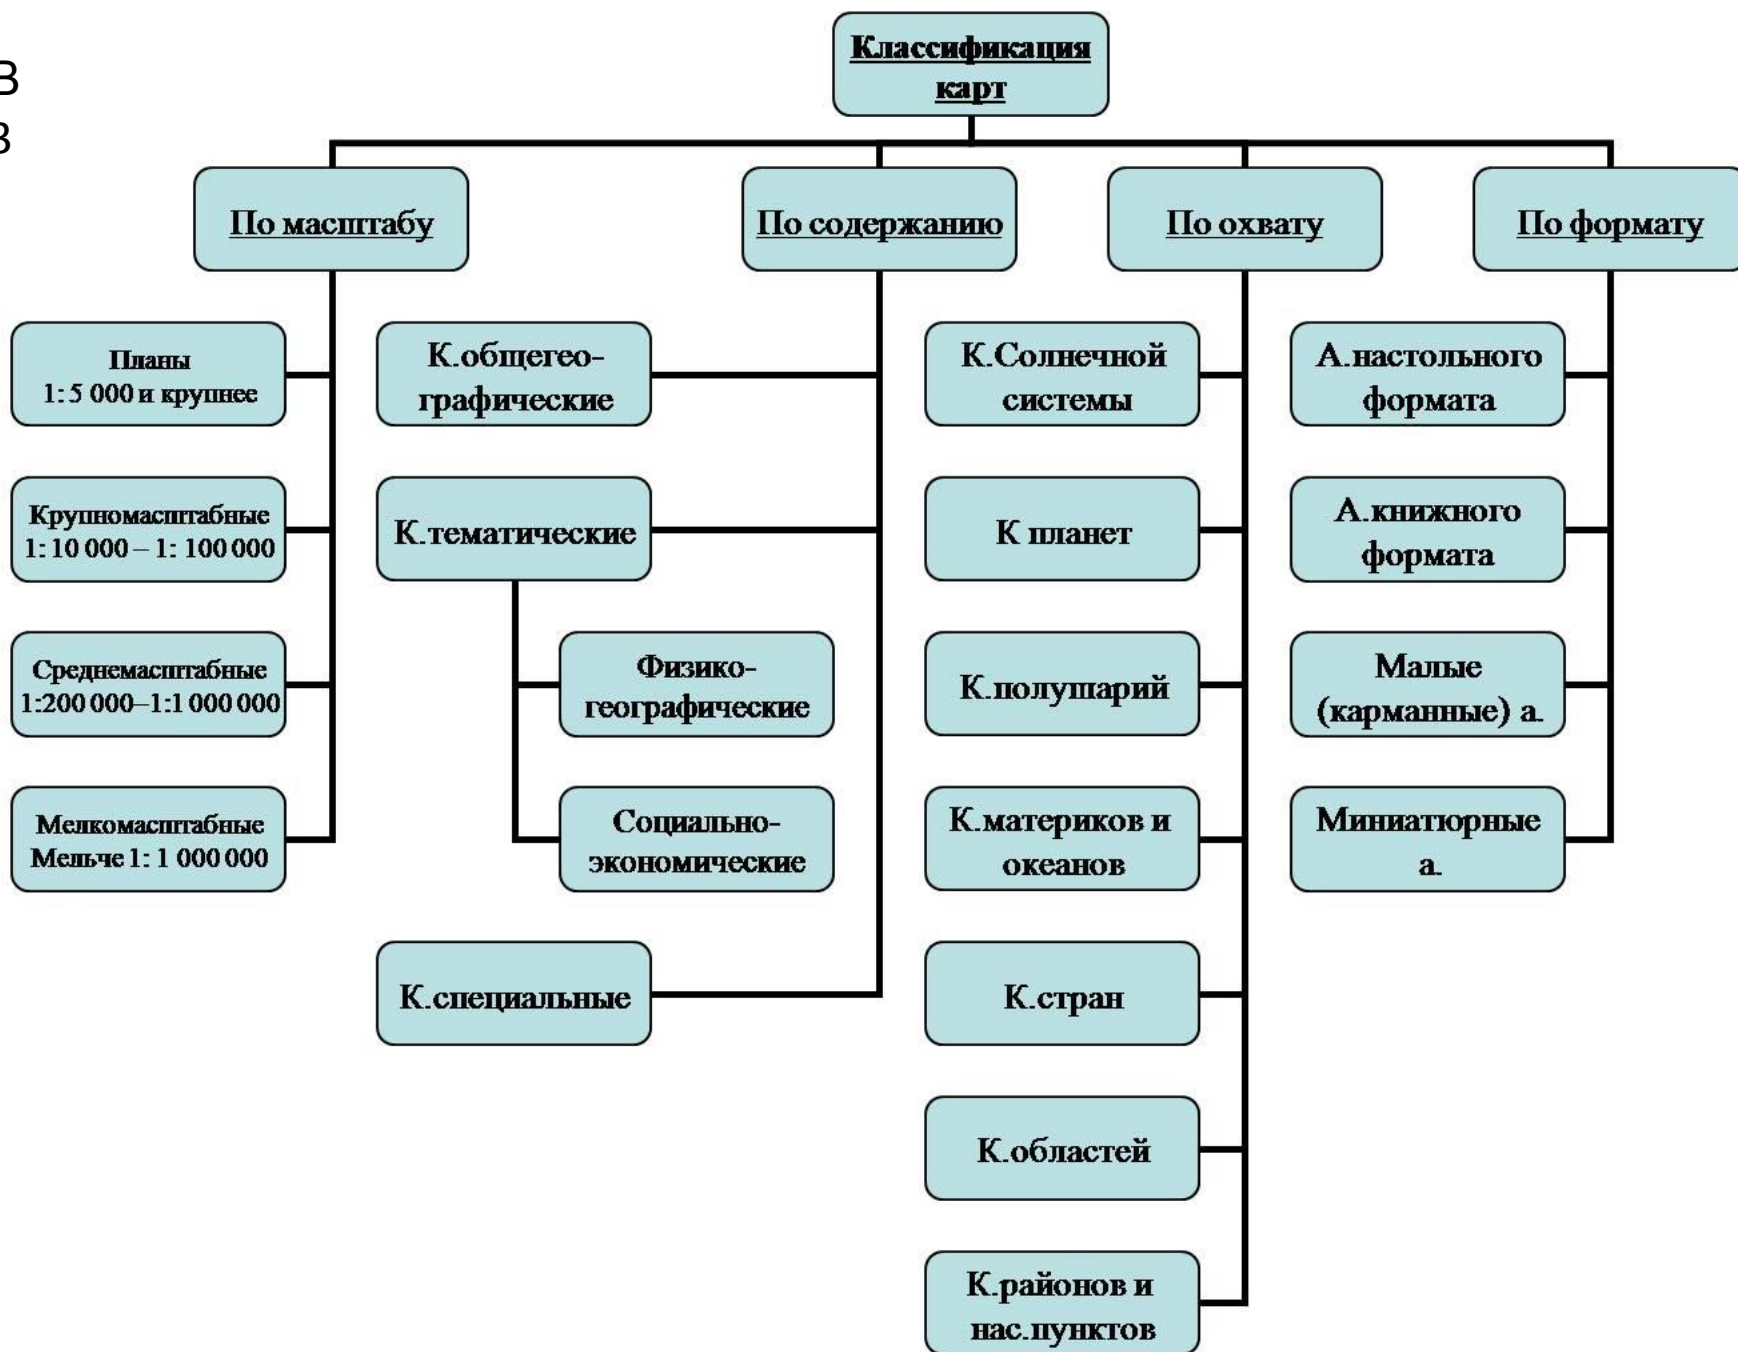 В
В
Классификация
карт
По масштабу
По содержанию
По охвату
По формату
Планы
1: 5 000 и крупнее
Крупномасштабные
1: 10 000 – 1: 100 000
Среднемасштабные
1:200 000–1:1 000 000
Мелкомасштабные
Мельче 1: 1 000 000
К.общегео-
графические
К.тематические
Физико-
географические
Социально-
экономические
К.специальные
К.Солнечной
системы
К планет
К.полушарий
К.материков и
океанов
К.стран
К.областей
К.районов и
нас.пунктов
А.настольного
формата
А.книжного
формата
Малые
(карманные) а.
Миниатюрные
а.